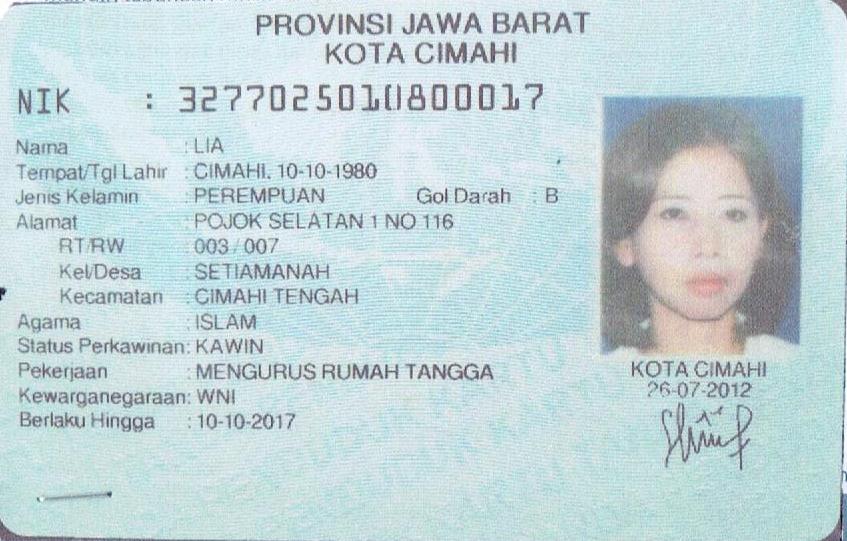 PROVINSI JAWA BARAT
KOTA CIMAHI
NIK : 3277025010800017
Nama : LIA
Tempat/Tgl Lahir : CIMAHI, 10-10-1980
Jenis Kelamin : PEREMPUAN Gol Darah : B
Alamat : POJOK SELATAN 1 NO 116
RT/RW : 003/007
Kel/Desa : SETIAMANAH
Kecamatan : CIMAHI TENGAH
Agama : ISLAM
Status Perkawinan: KAWIN
Pekerjaan : MENGURUS RUMAH TANGGA
Kewarganegaraan: WNI
Berlaku Hingga : 10-10-2017
KOTA CIMAHI
26-07-2012